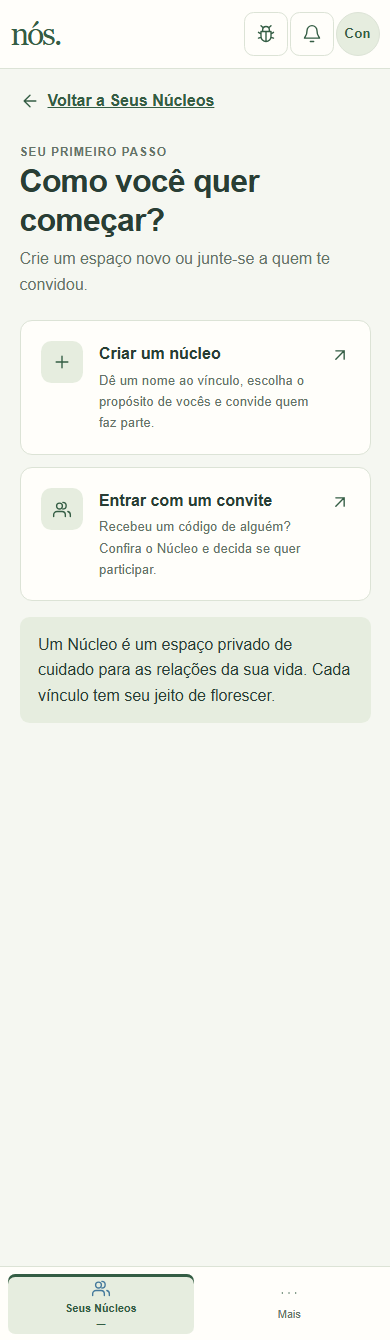 nós.
Con
Voltar a Seus Núcleos
SEU PRIMEIRO PASSO
Como você quer
começar?
Crie um espaço novo ou junte-se a quem te
convidou.
Criar um núcleo
Dê um nome ao vínculo, escolha o
propósito de vocês e convide quem
faz parte.
Entrar com um convite
Recebeu um código de alguém?
Confira o Núcleo e decida se quer
participar.
Um Núcleo é um espaço privado de
cuidado para as relações da sua vida. Cada
vínculo tem seu jeito de florescer.
Seus Núcleos
—
...
Mais